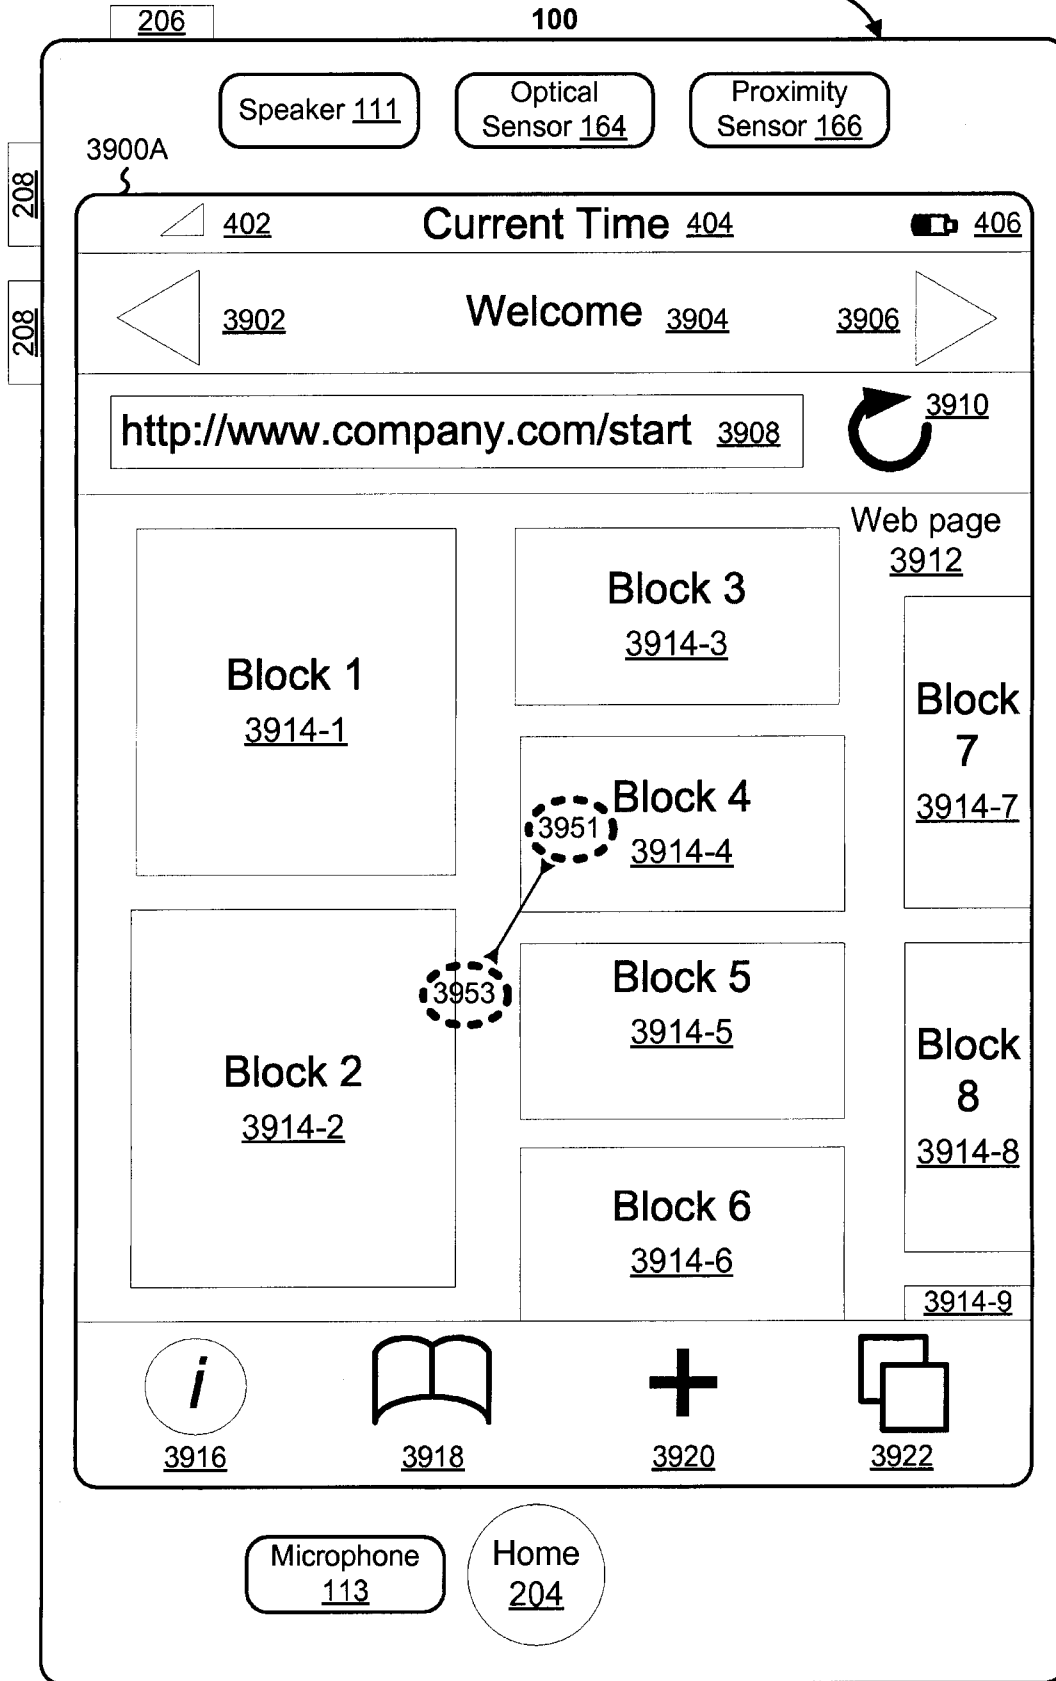 206
100
Speaker 111
Optical
Sensor 164
Proximity
Sensor 166
3900A
208
208
402
Current Time 404
406
3902
Welcome 3904
3906
http://www.company.com/start 3908
3910
Web page
3912
Block 1
3914-1
Block 3
3914-3
Block
7
3914-7
Block 4
3951
3914-4
3953
Block 5
3914-5
Block 2
3914-2
Block
8
3914-8
Block 6
3914-6
3914-9
i
3916
3918
3920
3922
Microphone
113
Home
204